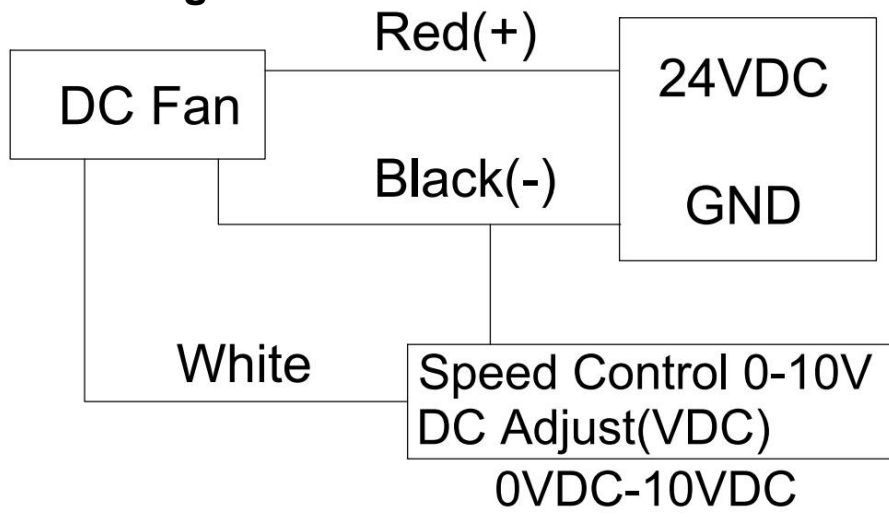 Red(+)
24VDC
DC Fan
Black(-)
GND
White
Speed Control 0-10V
DC Adjust(VDC)
0VDC-10VDC